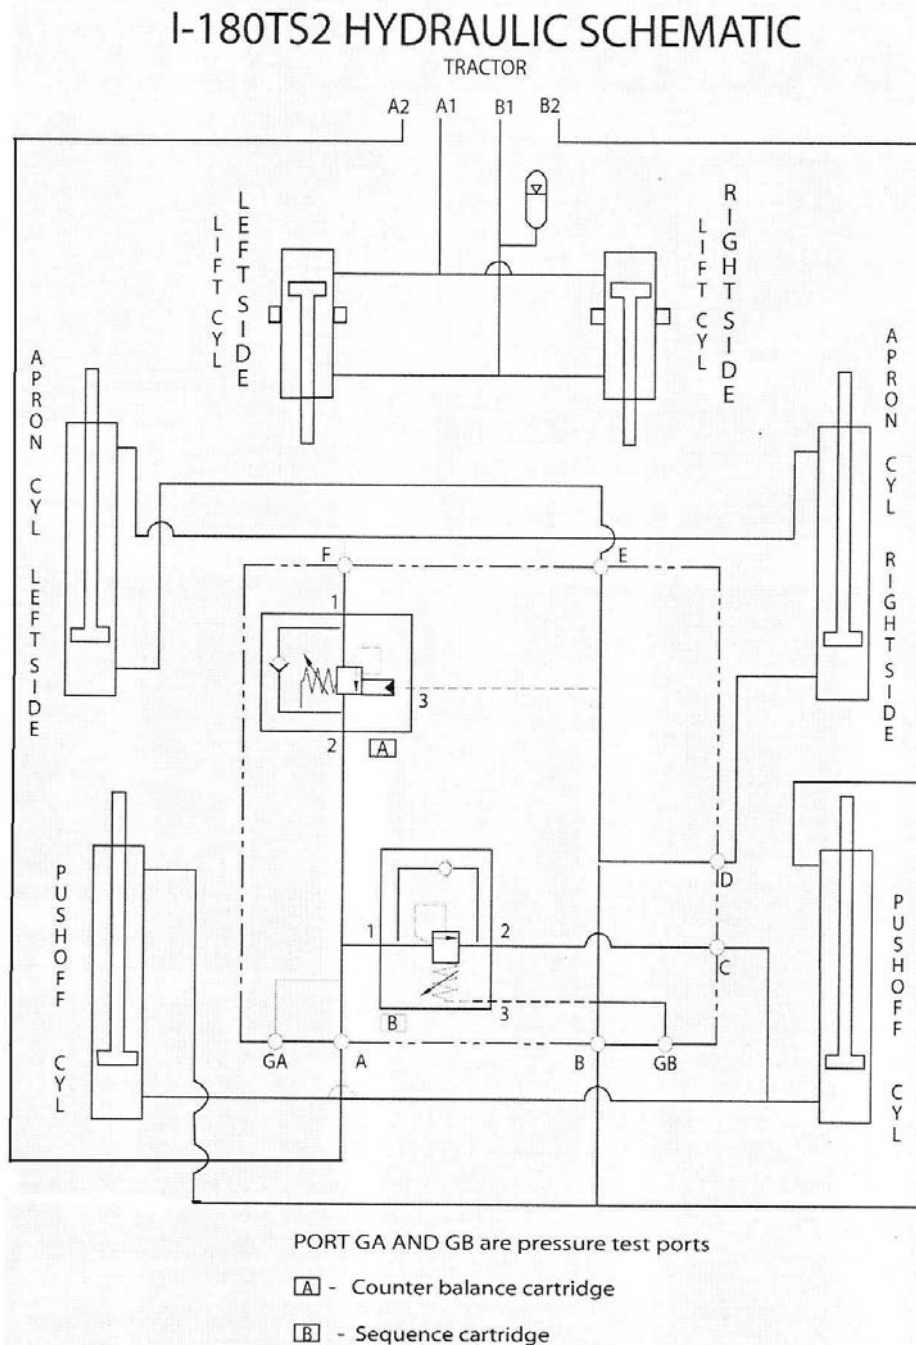 I-180TS2 HYDRAULIC SCHEMATIC
TRACTOR
A2 A1 B1 B2
LEFT SIDE
LIFT CYL
RIGHT SIDE
LIFT CYL
APRON CYL LEFT SIDE
APRON CYL RIGHT SIDE
F
E
1
3
2
A
D
PUSHOFF CYL
PUSHOFF CYL
1
2
C
3
B
GA A B GB
PORT GA AND GB are pressure test ports
A - Counter balance cartridge
B - Sequence cartridge